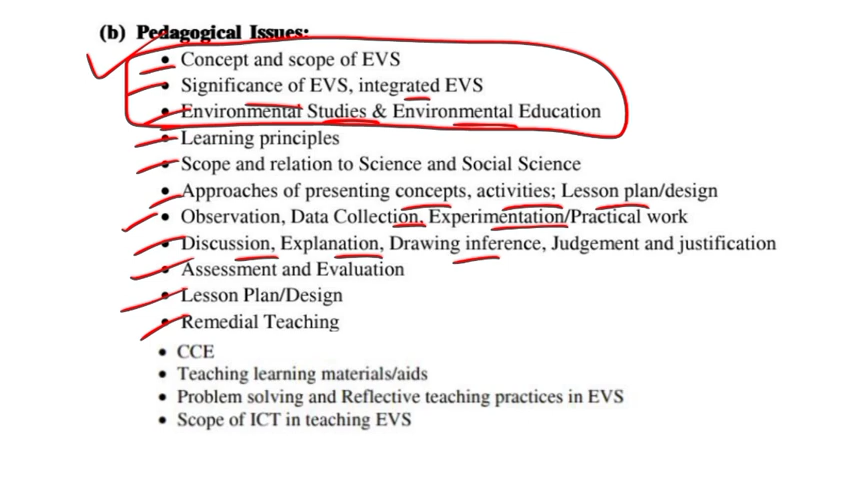 (b) Pedagogical Issues:
• Concept and scope of EVS
• Significance of EVS, integrated EVS
• Environmental Studies & Environmental Education
• Learning principles
• Scope and relation to Science and Social Science
• Approaches of presenting concepts, activities; Lesson plan/design
• Observation, Data Collection, Experimentation/Practical work
• Discussion, Explanation, Drawing inference, Judgement and justification
• Assessment and Evaluation
• Lesson Plan/Design
• Remedial Teaching
• CCE
• Teaching learning materials/aids
• Problem solving and Reflective teaching practices in EVS
• Scope of ICT in teaching EVS